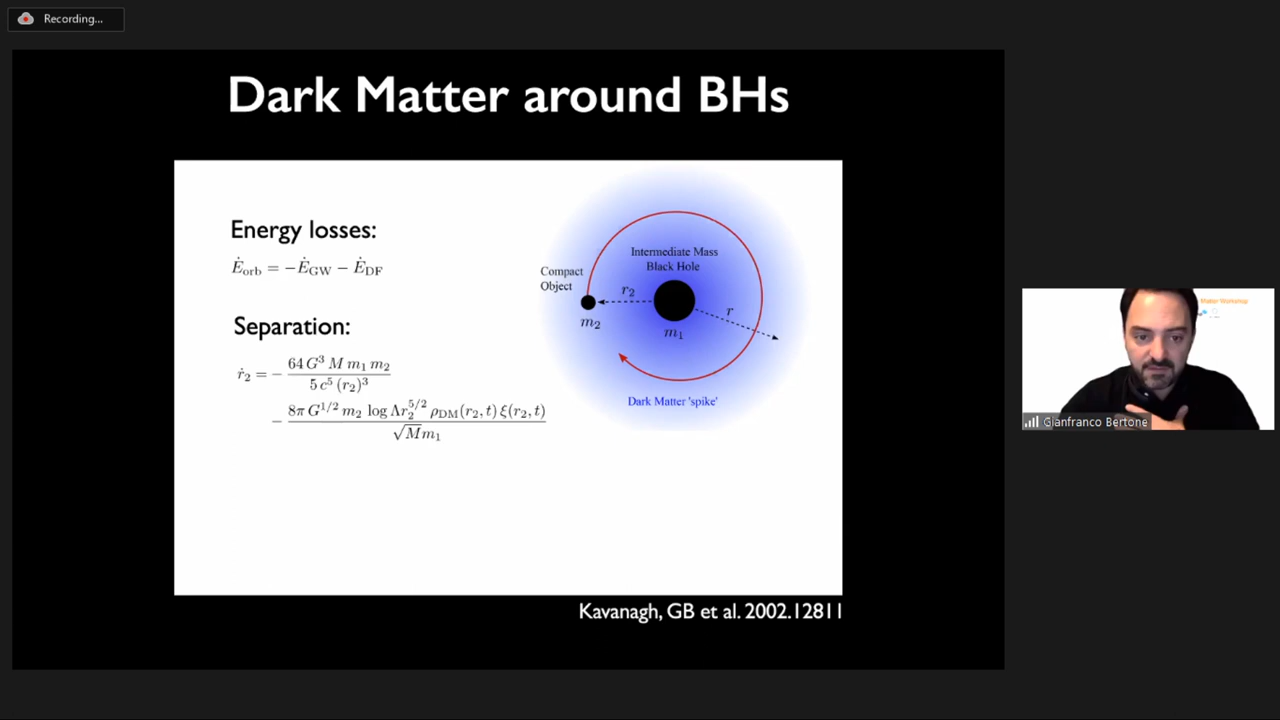 Recording...
Dark Matter around BHs
Energy losses:
Ė_orb = −Ė_GW − Ė_DF
Separation:
ṙ₂ = − 64 G³ M m₁ m₂ / 5 c⁵ (r₂)³
− 8π G^{1/2} m₂ log Λ r₂^{5/2} ρ_DM(r₂, t) ξ(r₂, t) / √M m₁
Intermediate Mass
Black Hole
Compact
Object
r₂
r
m₂
m₁
Dark Matter 'spike'
Kavanagh, GB et al. 2002.12811
Matter Workshop
Gianfranco Bertone